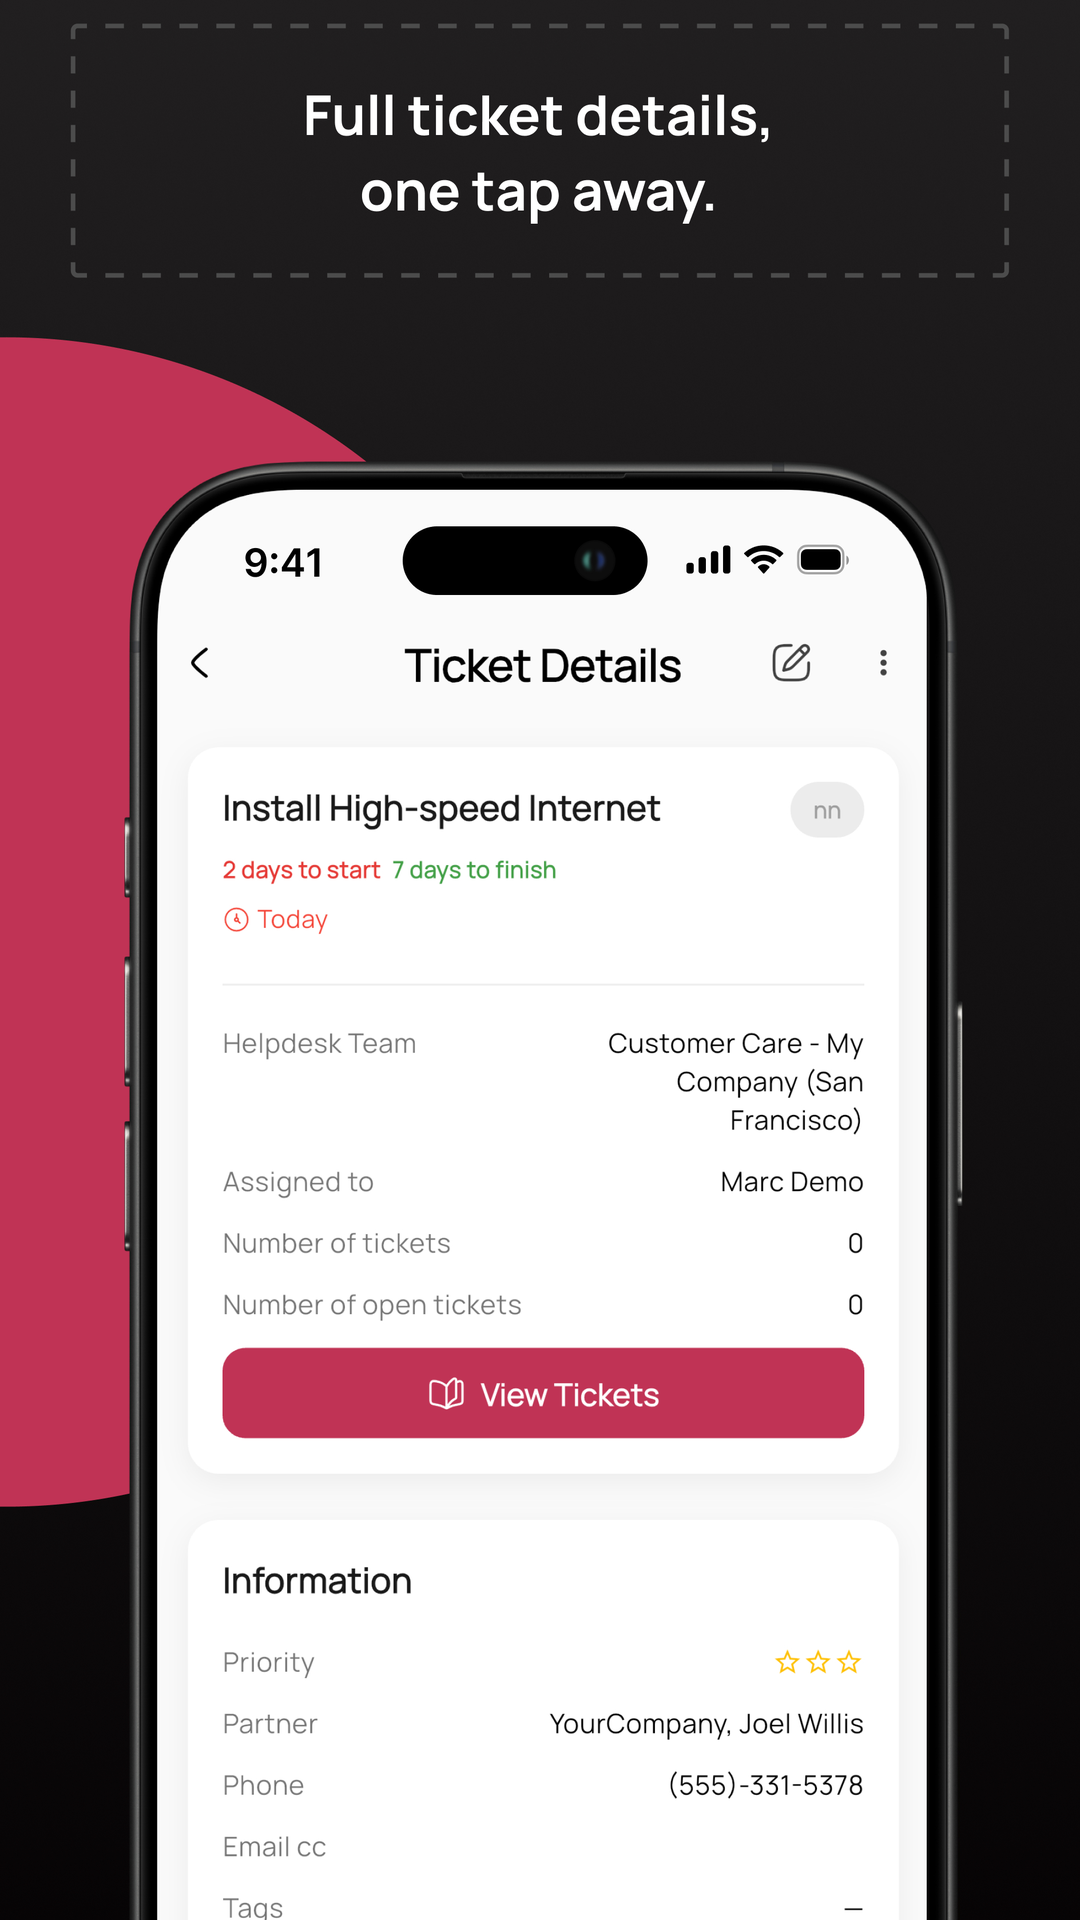 Full ticket details,
one tap away.
9:41
Ticket Details
Install High-speed Internet
nn
2 days to start 7 days to finish
Today
Helpdesk Team
Customer Care - My
Company (San
Francisco)
Assigned to
Marc Demo
Number of tickets
0
Number of open tickets
0
View Tickets
Information
Priority
Partner
YourCompany, Joel Willis
Phone
(555)-331-5378
Email cc
Tags
—